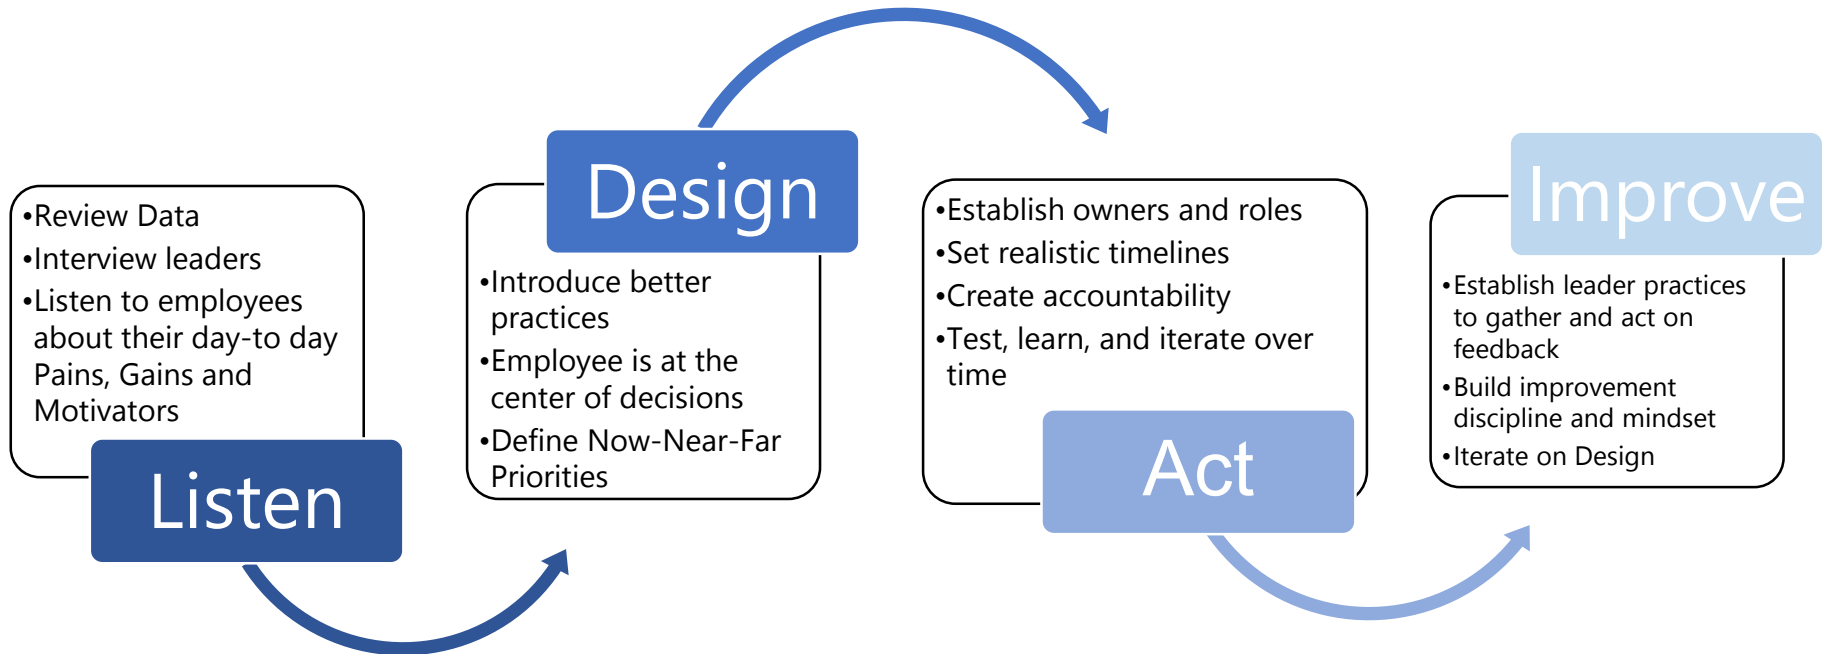 •Review Data
•Interview leaders
•Listen to employees
about their day-to day
Pains, Gains and
Motivators
Listen
Design
•Introduce better
practices
•Employee is at the
center of decisions
•Define Now-Near-Far
Priorities
•Establish owners and roles
•Set realistic timelines
•Create accountability
•Test, learn, and iterate over
time
Act
Improve
•Establish leader practices
to gather and act on
feedback
•Build improvement
discipline and mindset
•Iterate on Design